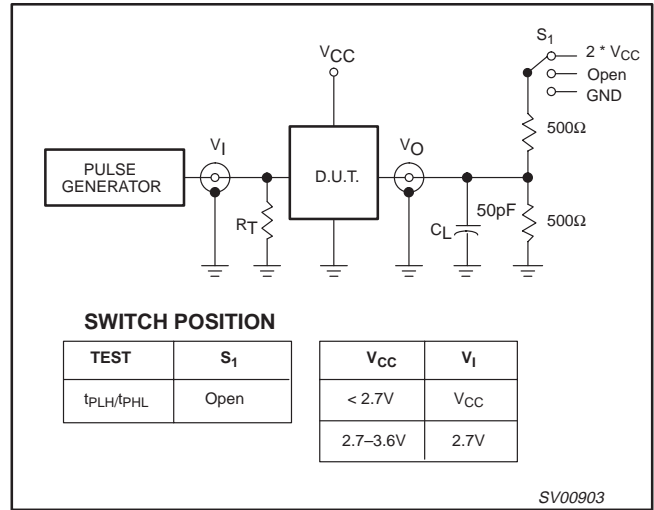 S1
2 * VCC
Open
GND
VCC
500Ω
VI
VO
PULSE
GENERATOR
D.U.T.
RT
50pF
CL
500Ω
SWITCH POSITION
TEST S1
tPLH/tPHL Open
VCC VI
< 2.7V VCC
2.7–3.6V 2.7V
SV00903